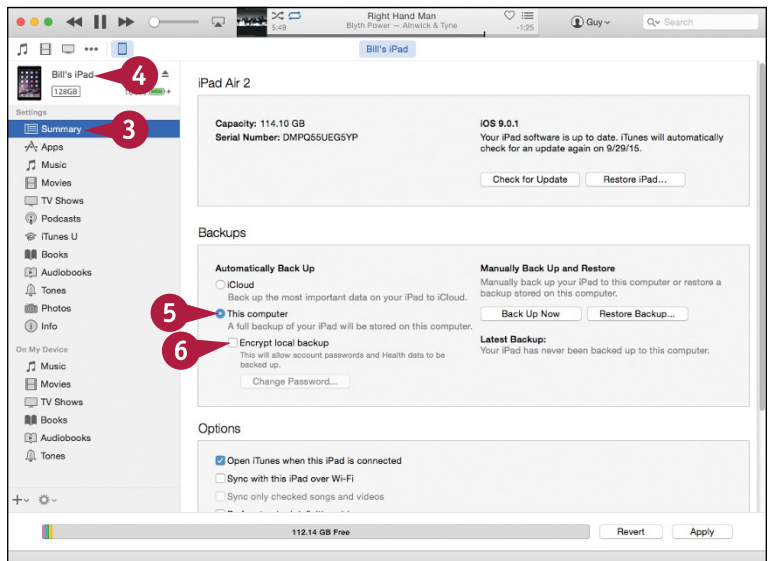 Right Hand Man
5:49
Blyth Power — Alnwick & Tyne
-1:25
Guy
Search
Bill's iPad
Bill's iPad
4
128GB
iPad Air 2
Settings
Summary
3
Apps
Music
Movies
TV Shows
Podcasts
iTunes U
Books
Audiobooks
Tones
Photos
Info
On My Device
Music
Movies
TV Shows
Books
Audiobooks
Tones
Capacity: 114.10 GB
Serial Number: DMPQ55UEG5YP
iOS 9.0.1
Your iPad software is up to date. iTunes will automatically
check for an update again on 9/29/15.
Check for Update
Restore iPad...
Backups
Automatically Back Up
iCloud
Back up the most important data on your iPad to iCloud.
5
This computer
A full backup of your iPad will be stored on this computer.
6
Encrypt local backup
This will allow account passwords and Health data to be
backed up.
Change Password...
Manually Back Up and Restore
Manually back up your iPad to this computer or restore a
backup stored on this computer.
Back Up Now
Restore Backup...
Latest Backup:
Your iPad has never been backed up to this computer.
Options
Open iTunes when this iPad is connected
Sync with this iPad over Wi-Fi
Sync only checked songs and videos
112.14 GB Free
Revert
Apply